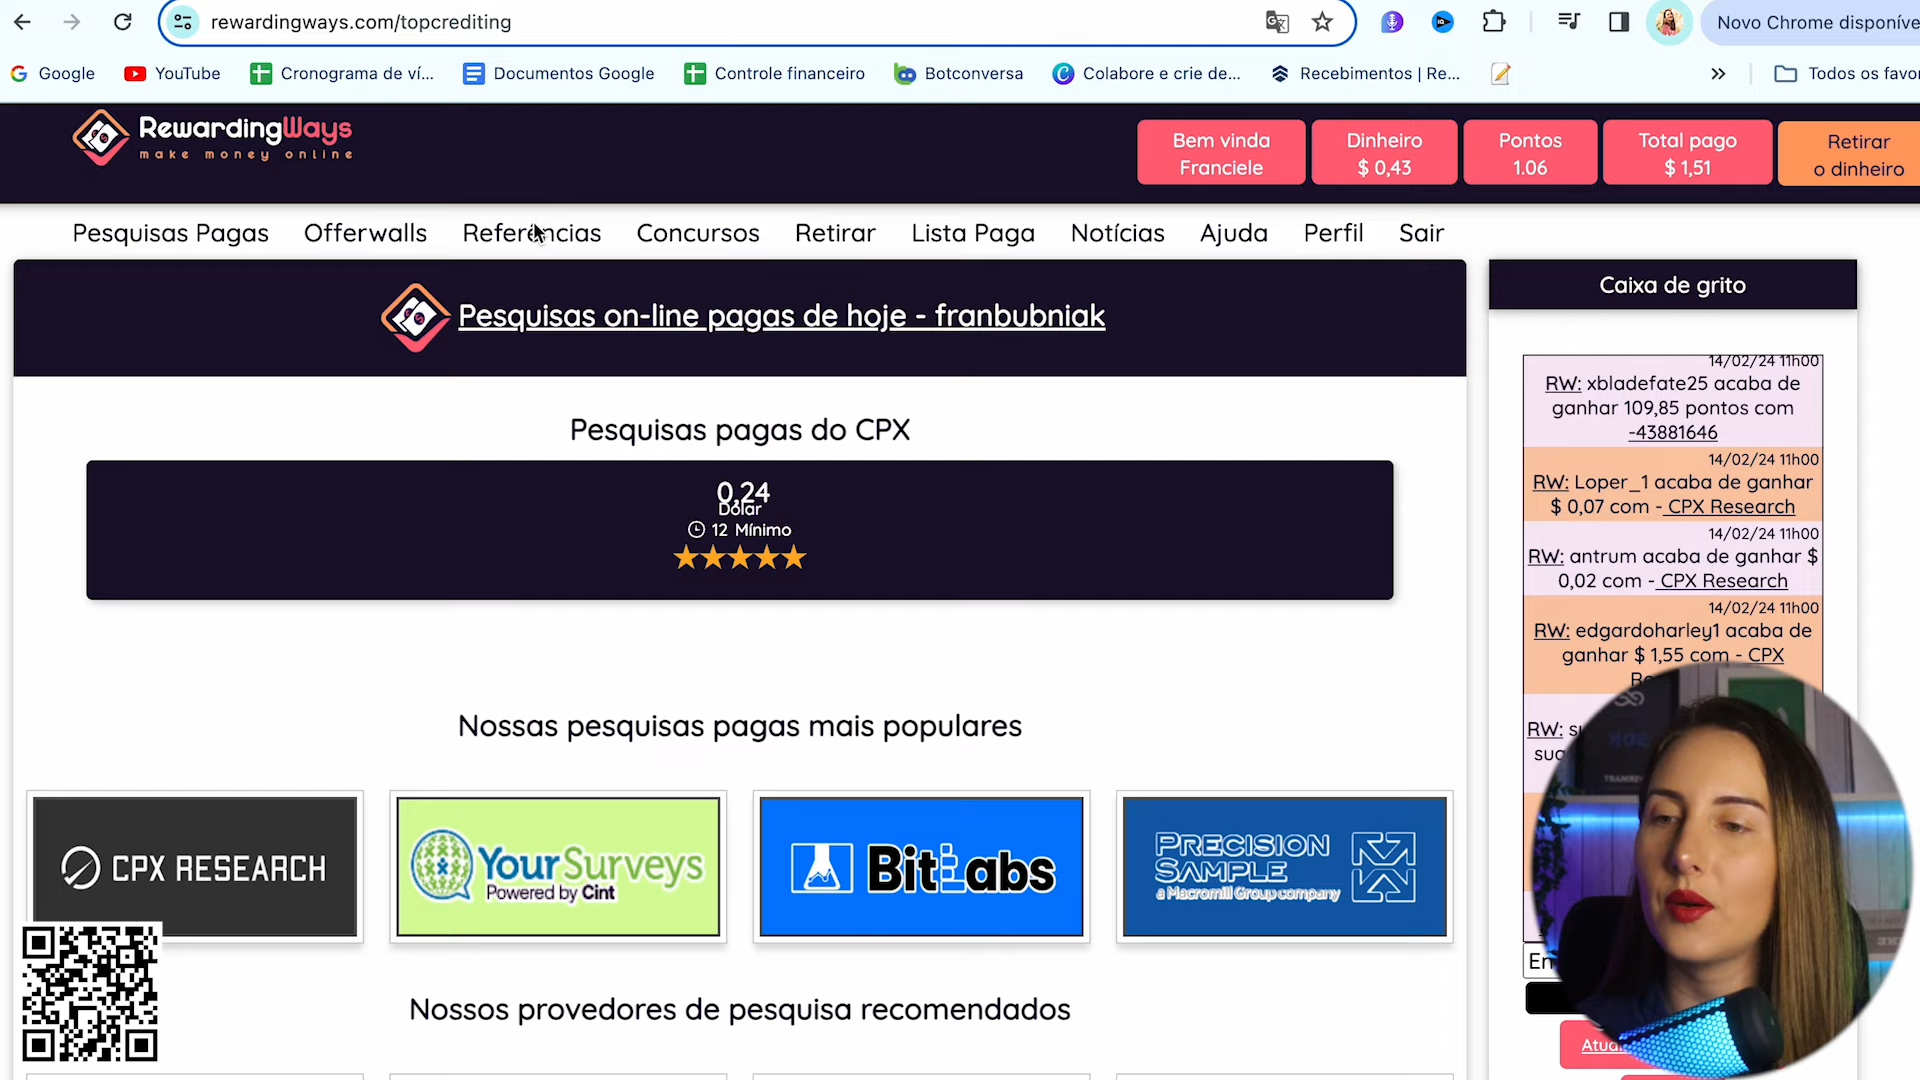 rewardingways.com/topcrediting
Novo Chrome disponíve
Google
YouTube
Cronograma de ví...
Documentos Google
Controle financeiro
Botconversa
Colabore e crie de...
Recebimentos | Re...
Todos os favor
RewardingWays
make money online
Bem vinda
Franciele
Dinheiro
$ 0,43
Pontos
1.06
Total pago
$ 1,51
Retirar
o dinheiro
Pesquisas Pagas
Offerwalls
Referências
Concursos
Retirar
Lista Paga
Notícias
Ajuda
Perfil
Sair
Pesquisas on-line pagas de hoje - franbubniak
Pesquisas pagas do CPX
0,24
Dólar
12 Mínimo
Nossas pesquisas pagas mais populares
CPX RESEARCH
YourSurveys
Powered by Cint
BitLabs
PRECISION
SAMPLE
a Macromill Group company
Nossos provedores de pesquisa recomendados
Caixa de grito
14/02/24 11h00
RW: xbladefate25 acaba de
ganhar 109,85 pontos com
-43881646
14/02/24 11h00
RW: Loper_1 acaba de ganhar
$ 0,07 com - CPX Research
14/02/24 11h00
RW: antrum acaba de ganhar $
0,02 com - CPX Research
14/02/24 11h00
RW: edgardoharley1 acaba de
ganhar $ 1,55 com - CPX
RW: